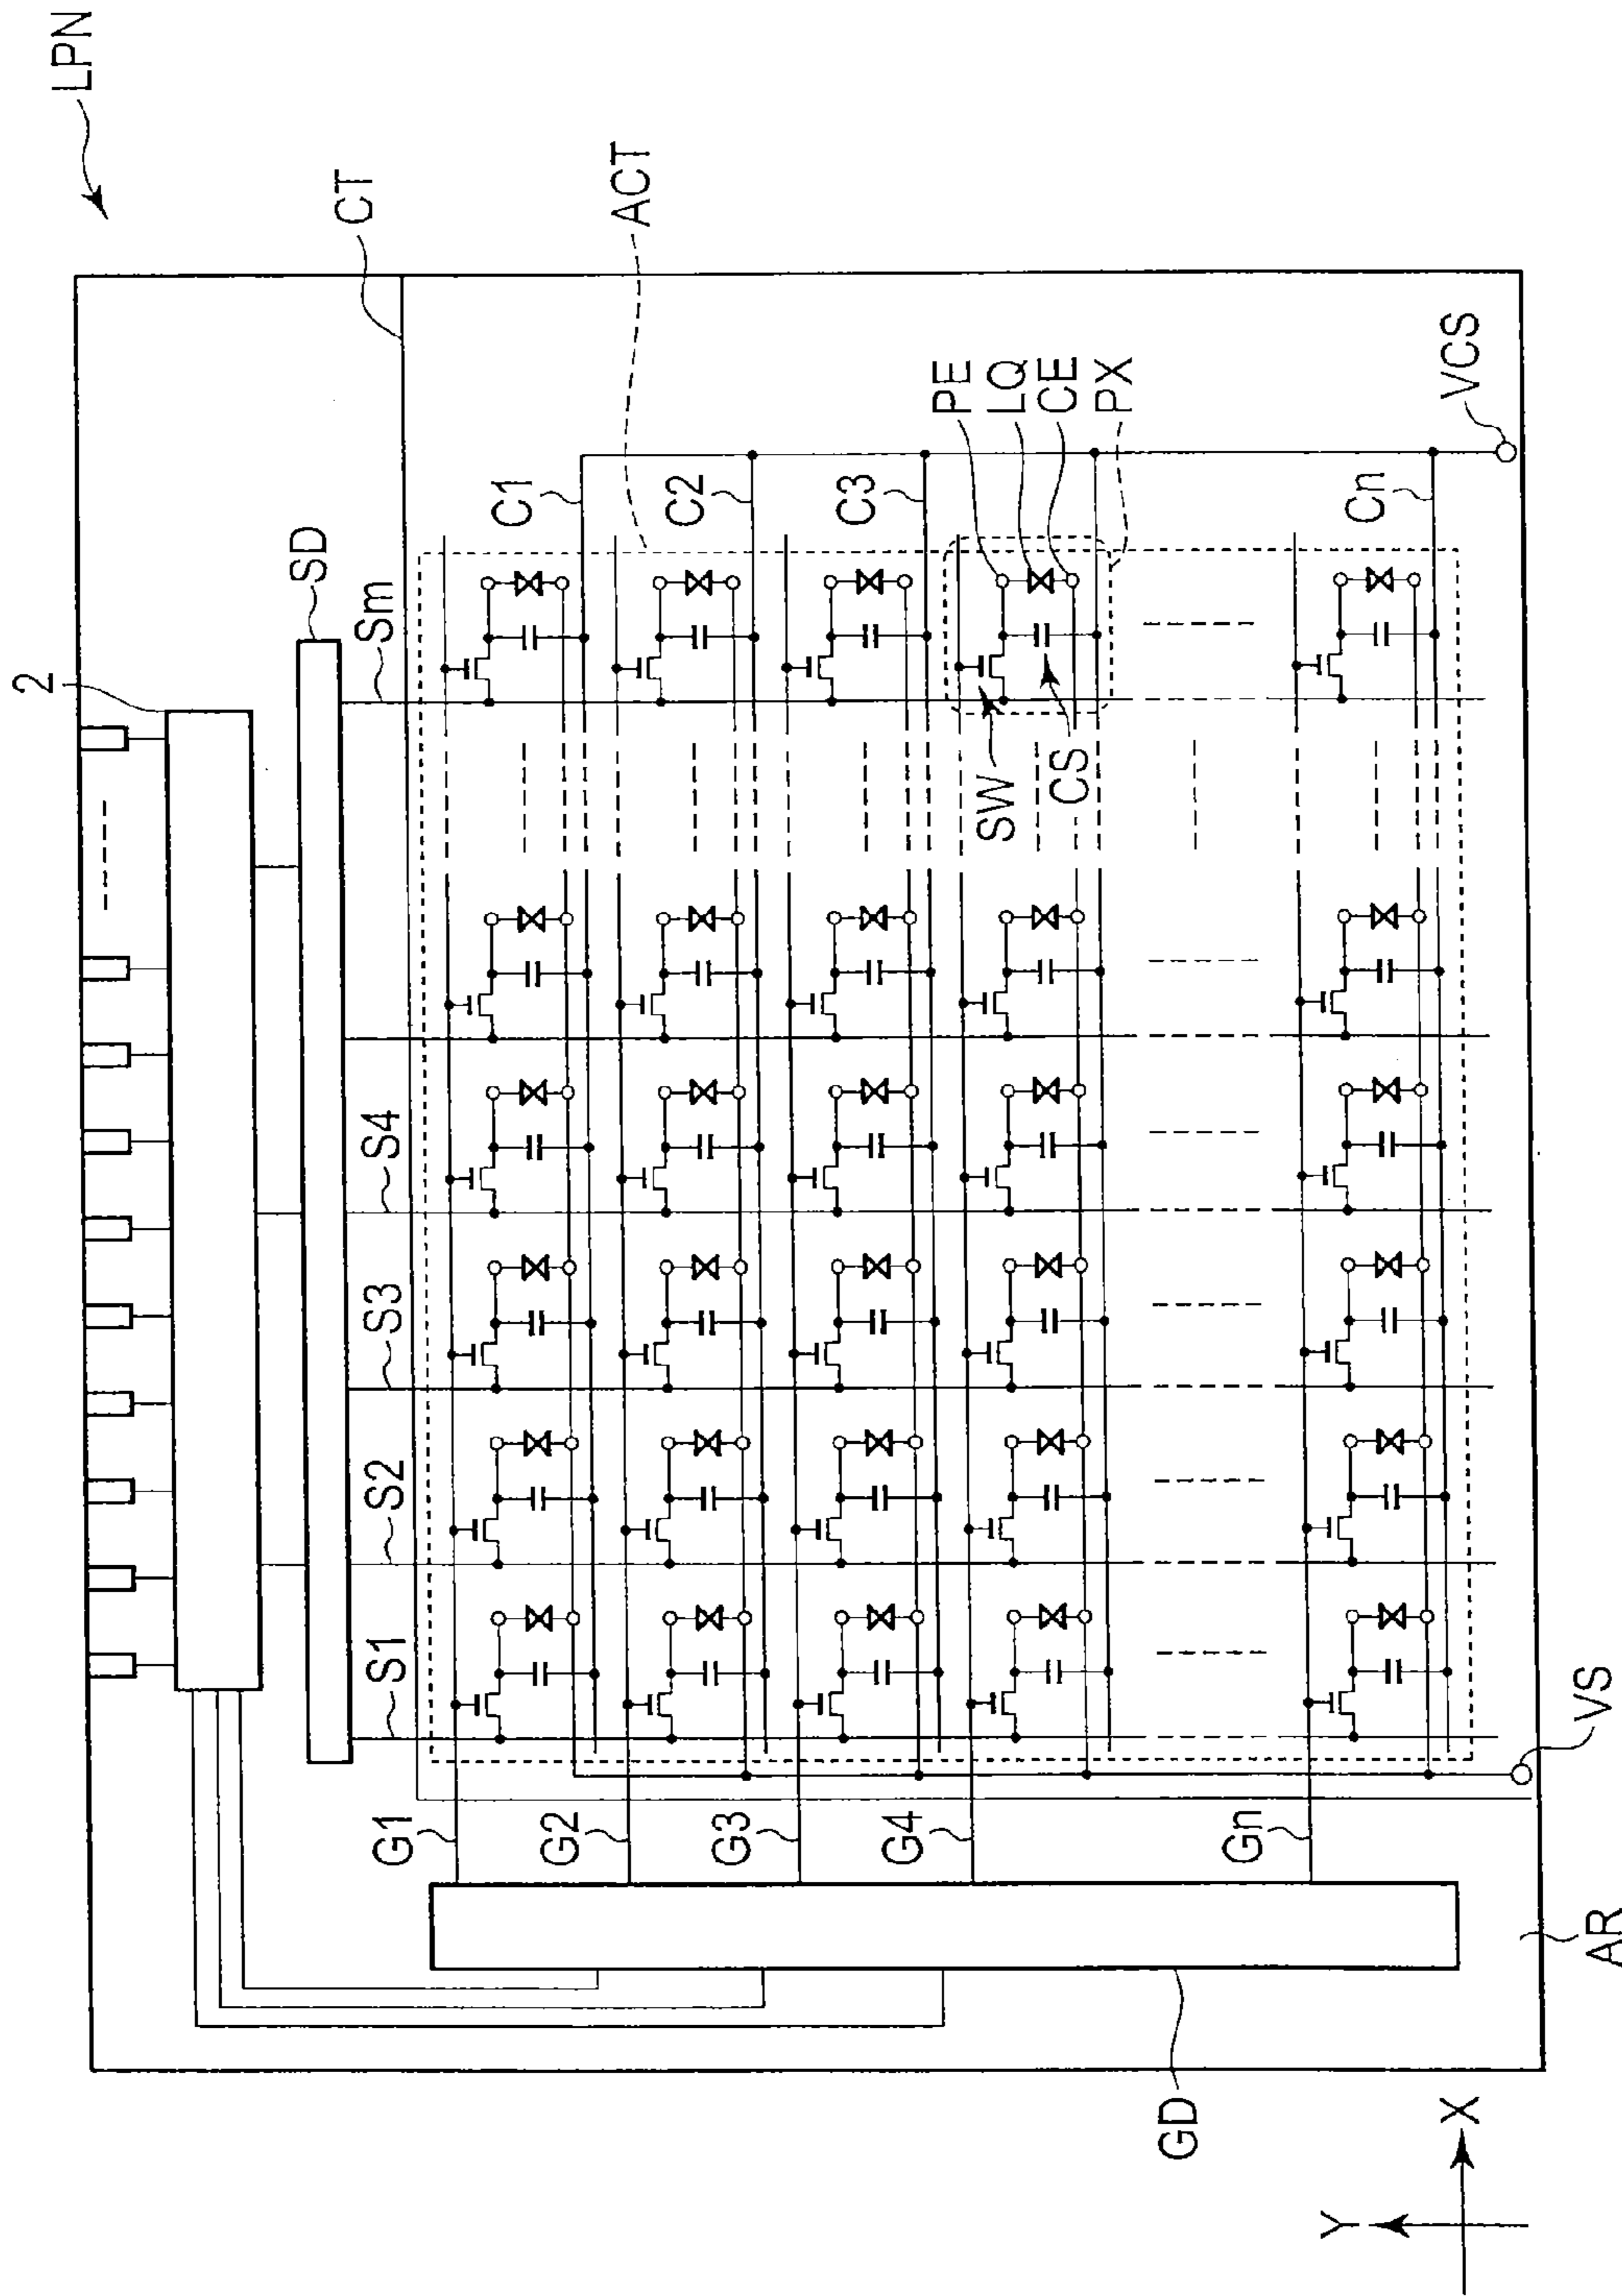 LPN
CT
ACT
2
SD
Sm
S4
S3
S2
S1
C1
C2
C3
Cn
PE
LQ
CE
PX
VCS
SW
CS
G1
G2
G3
G4
Gn
VS
AR
GD
Y
X